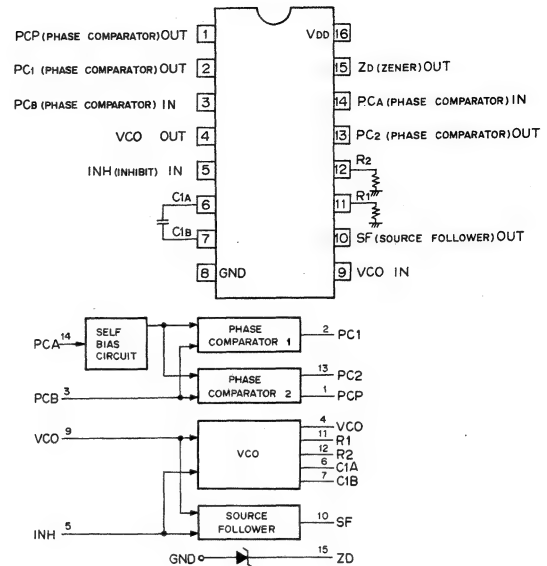 PCP (PHASE COMPARATOR) OUT 1
PC1 (PHASE COMPARATOR) OUT 2
PCB (PHASE COMPARATOR) IN 3
VCO OUT 4
INH (INHIBIT) IN 5
C1A 6
C1B 7
8 GND
VDD 16
15 ZD (ZENER) OUT
14 PCA (PHASE COMPARATOR) IN
13 PC2 (PHASE COMPARATOR) OUT
12 R2
11 R1
10 SF (SOURCE FOLLOWER) OUT
9 VCO IN
PCA 14
SELF
BIAS
CIRCUIT
PHASE
COMPARATOR 1
2 PC1
PCB 3
PHASE
COMPARATOR 2
13 PC2
1 PCP
VCO 9
VCO
4 VCO
11 R1
12 R2
6 C1A
7 C1B
INH 5
SOURCE
FOLLOWER
10 SF
GND
15 ZD